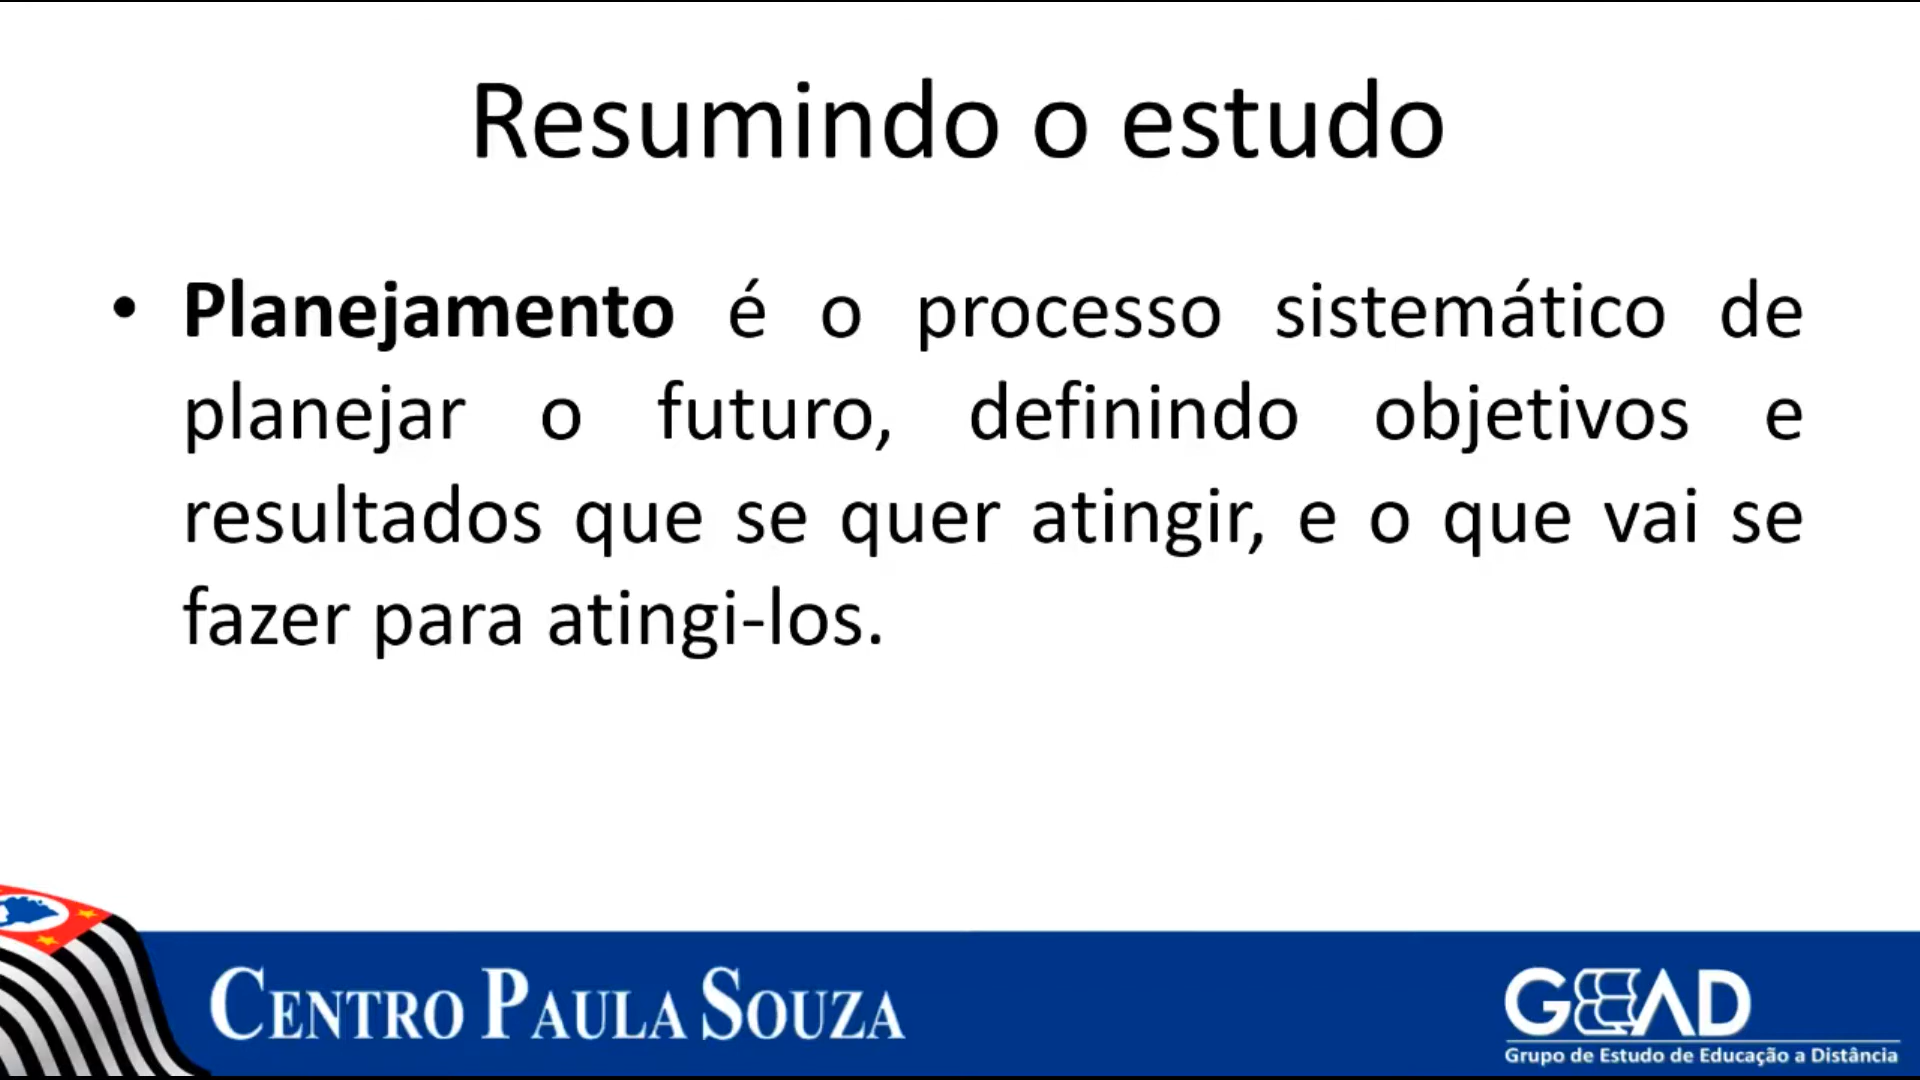 Resumindo o estudo
• Planejamento é o processo sistemático de
planejar o futuro, definindo objetivos e
resultados que se quer atingir, e o que vai se
fazer para atingi-los.
CENTRO PAULA SOUZA
GEEAD
Grupo de Estudo de Educação a Distância